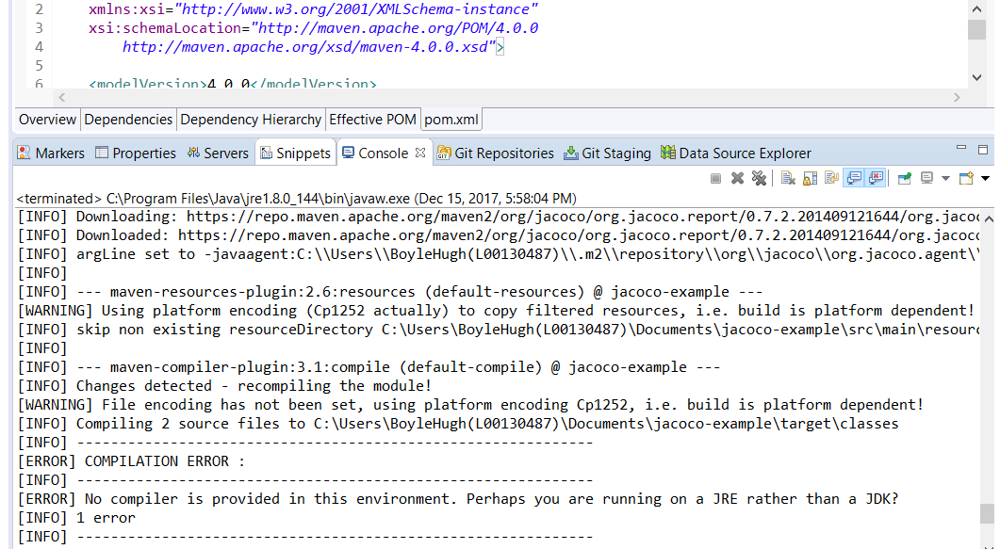 2 xmlns:xsi="http://www.w3.org/2001/XMLSchema-instance"
3 xsi:schemaLocation="http://maven.apache.org/POM/4.0.0
4 http://maven.apache.org/xsd/maven-4.0.0.xsd">
5
6 <modelVersion>4.0.0</modelVersion>
Overview Dependencies Dependency Hierarchy Effective POM pom.xml
Markers Properties Servers Snippets Console Git Repositories Git Staging Data Source Explorer
<terminated> C:\Program Files\Java\jre1.8.0_144\bin\javaw.exe (Dec 15, 2017, 5:58:04 PM)
[INFO] Downloading: https://repo.maven.apache.org/maven2/org/jacoco/org.jacoco.report/0.7.2.201409121644/org.jacoc
[INFO] Downloaded: https://repo.maven.apache.org/maven2/org/jacoco/org.jacoco.report/0.7.2.201409121644/org.jacoco
[INFO] argLine set to -javaagent:C:\\Users\\BoyleHugh(L00130487)\\.m2\\repository\\org\\jacoco\\org.jacoco.agent\\
[INFO]
[INFO] --- maven-resources-plugin:2.6:resources (default-resources) @ jacoco-example ---
[WARNING] Using platform encoding (Cp1252 actually) to copy filtered resources, i.e. build is platform dependent!
[INFO] skip non existing resourceDirectory C:\Users\BoyleHugh(L00130487)\Documents\jacoco-example\src\main\resourc
[INFO]
[INFO] --- maven-compiler-plugin:3.1:compile (default-compile) @ jacoco-example ---
[INFO] Changes detected - recompiling the module!
[WARNING] File encoding has not been set, using platform encoding Cp1252, i.e. build is platform dependent!
[INFO] Compiling 2 source files to C:\Users\BoyleHugh(L00130487)\Documents\jacoco-example\target\classes
[INFO] -------------------------------------------------------------
[ERROR] COMPILATION ERROR :
[INFO] -------------------------------------------------------------
[ERROR] No compiler is provided in this environment. Perhaps you are running on a JRE rather than a JDK?
[INFO] 1 error
[INFO] -------------------------------------------------------------